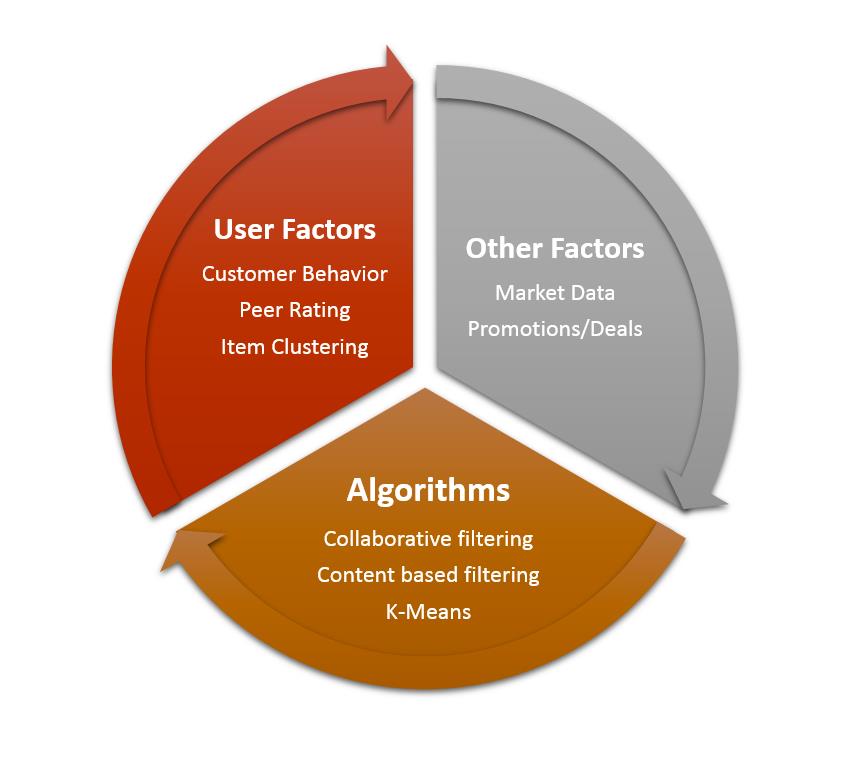 User Factors
Customer Behavior
Peer Rating
Item Clustering
Other Factors
Market Data
Promotions/Deals
Algorithms
Collaborative filtering
Content based filtering
K-Means